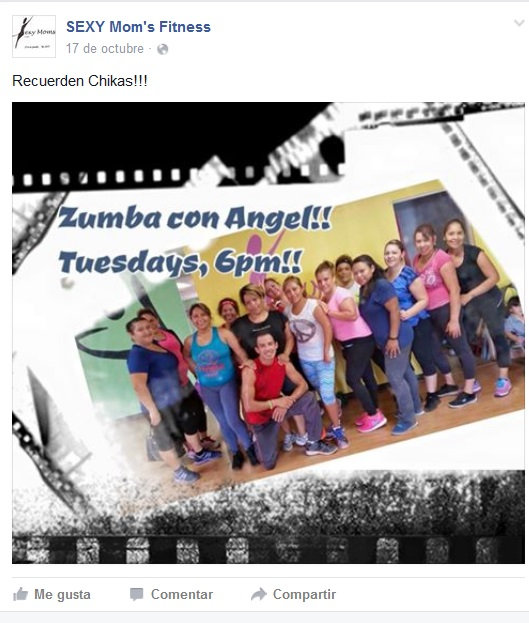 SEXY Mom's Fitness
17 de octubre
Recuerden Chikas!!!
Zumba con Angel!!
Tuesdays, 6pm!!
Me gusta
Comentar
Compartir